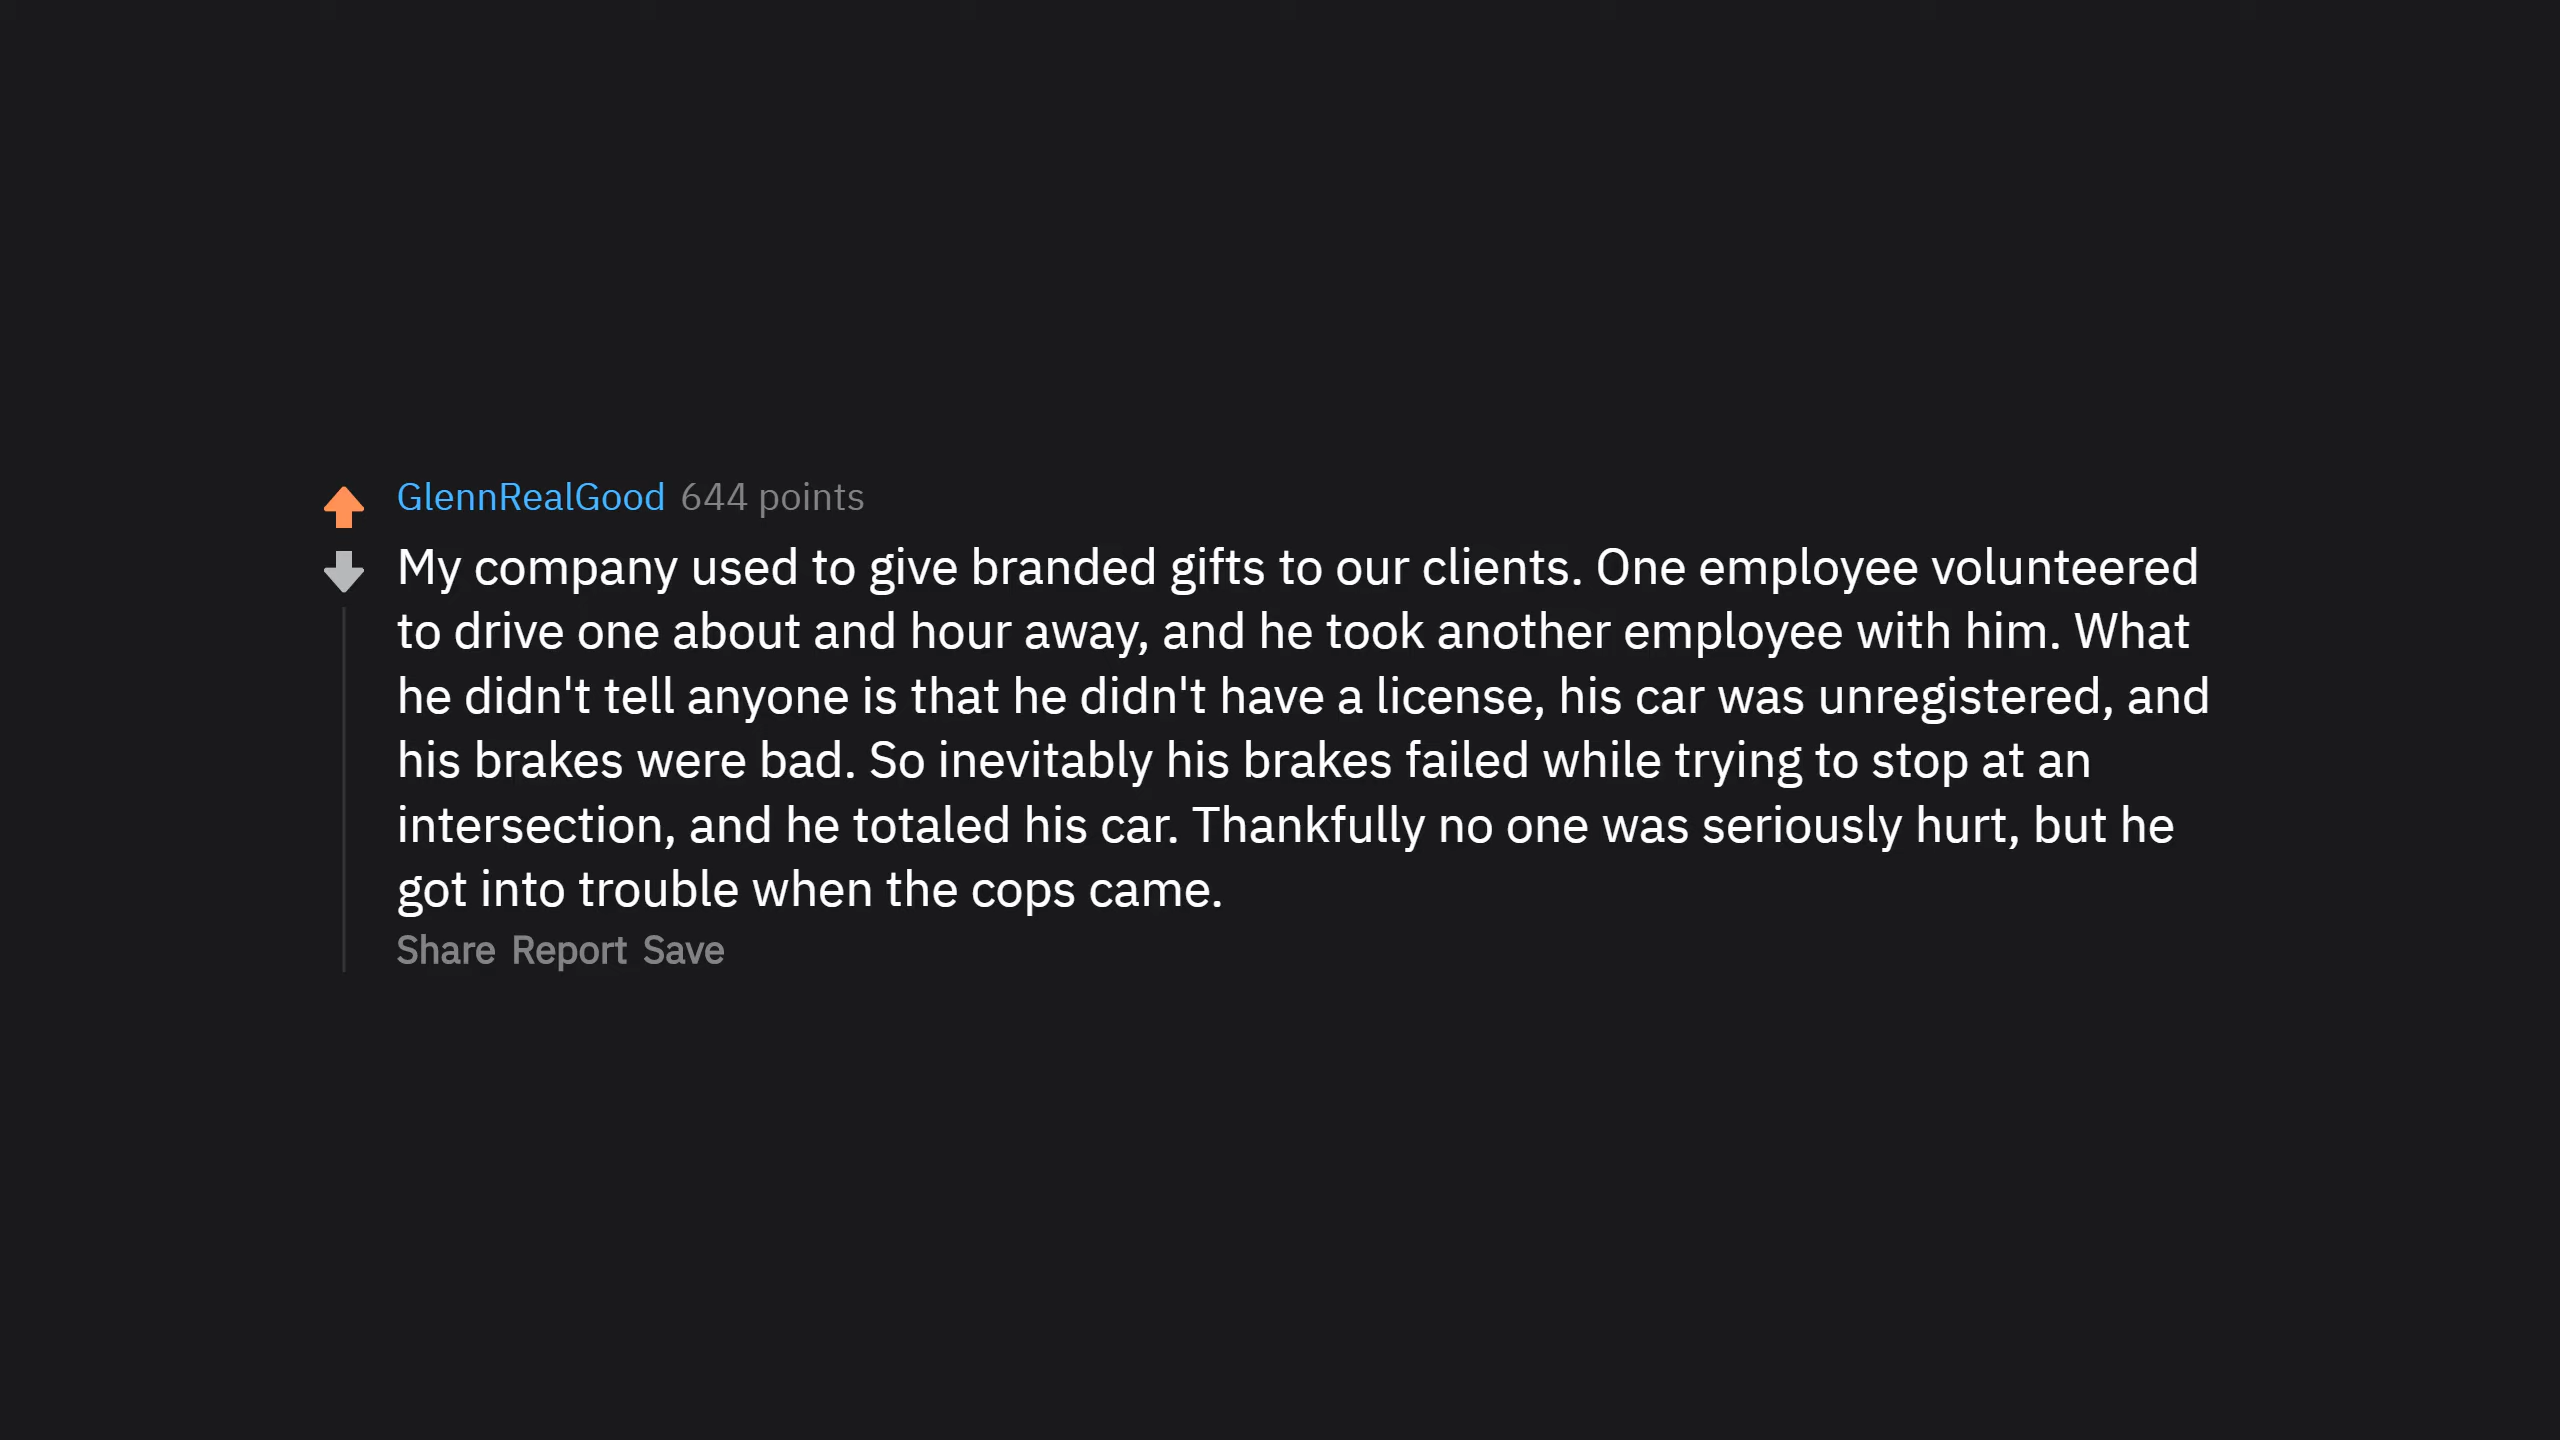 GlennRealGood 644 points
My company used to give branded gifts to our clients. One employee volunteered
to drive one about and hour away, and he took another employee with him. What
he didn't tell anyone is that he didn't have a license, his car was unregistered, and
his brakes were bad. So inevitably his brakes failed while trying to stop at an
intersection, and he totaled his car. Thankfully no one was seriously hurt, but he
got into trouble when the cops came.
Share Report Save